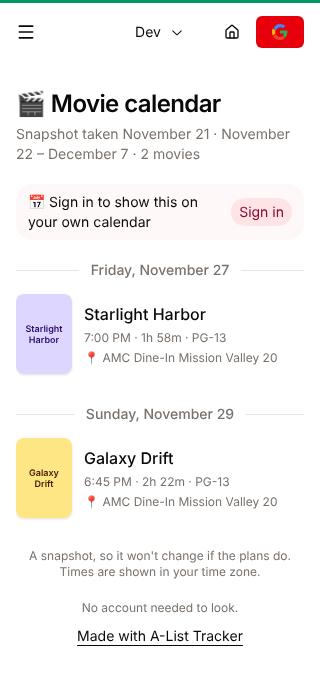 Dev
🎬 Movie calendar
Snapshot taken November 21 · November
22 – December 7 · 2 movies
📅 Sign in to show this on
your own calendar
Sign in
Friday, November 27
Starlight
Harbor
Starlight Harbor
7:00 PM · 1h 58m · PG-13
📍 AMC Dine-In Mission Valley 20
Sunday, November 29
Galaxy
Drift
Galaxy Drift
6:45 PM · 2h 22m · PG-13
📍 AMC Dine-In Mission Valley 20
A snapshot, so it won't change if the plans do.
Times are shown in your time zone.
No account needed to look.
Made with A-List Tracker